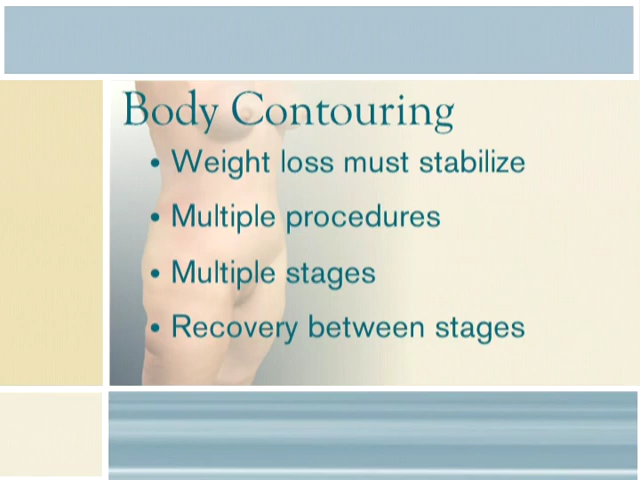 Body Contouring
• Weight loss must stabilize
• Multiple procedures
• Multiple stages
• Recovery between stages